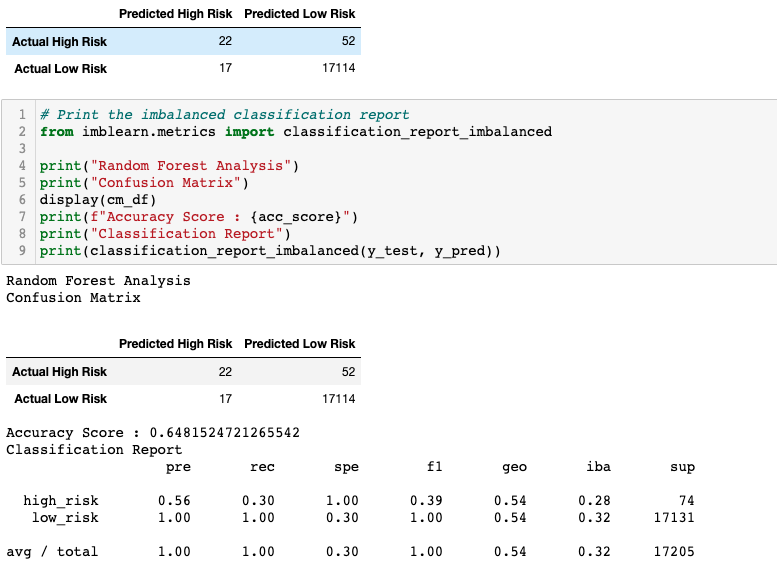 Predicted High Risk Predicted Low Risk
Actual High Risk 22 52
Actual Low Risk 17 17114
1 # Print the imbalanced classification report
2 from imblearn.metrics import classification_report_imbalanced
3
4 print("Random Forest Analysis")
5 print("Confusion Matrix")
6 display(cm_df)
7 print(f"Accuracy Score : {acc_score}")
8 print("Classification Report")
9 print(classification_report_imbalanced(y_test, y_pred))
Random Forest Analysis
Confusion Matrix
Predicted High Risk Predicted Low Risk
Actual High Risk 22 52
Actual Low Risk 17 17114
Accuracy Score : 0.6481524721265542
Classification Report
pre rec spe f1 geo iba sup
high_risk 0.56 0.30 1.00 0.39 0.54 0.28 74
low_risk 1.00 1.00 0.30 1.00 0.54 0.32 17131
avg / total 1.00 1.00 0.30 1.00 0.54 0.32 17205